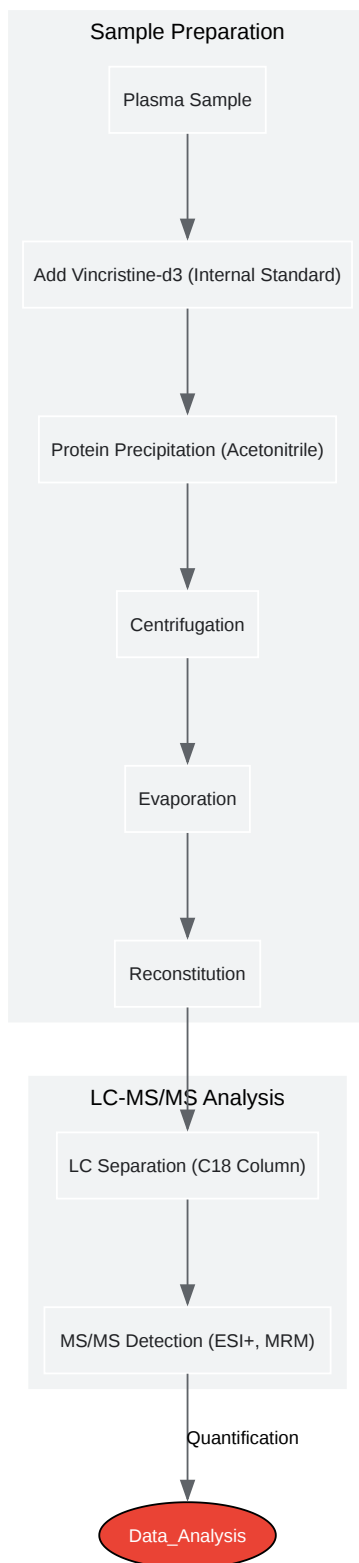 Sample Preparation
Plasma Sample
Add Vincristine-d3 (Internal Standard)
Protein Precipitation (Acetonitrile)
Centrifugation
Evaporation
Reconstitution
LC-MS/MS Analysis
LC Separation (C18 Column)
MS/MS Detection (ESI+, MRM)
Quantification
Data_Analysis